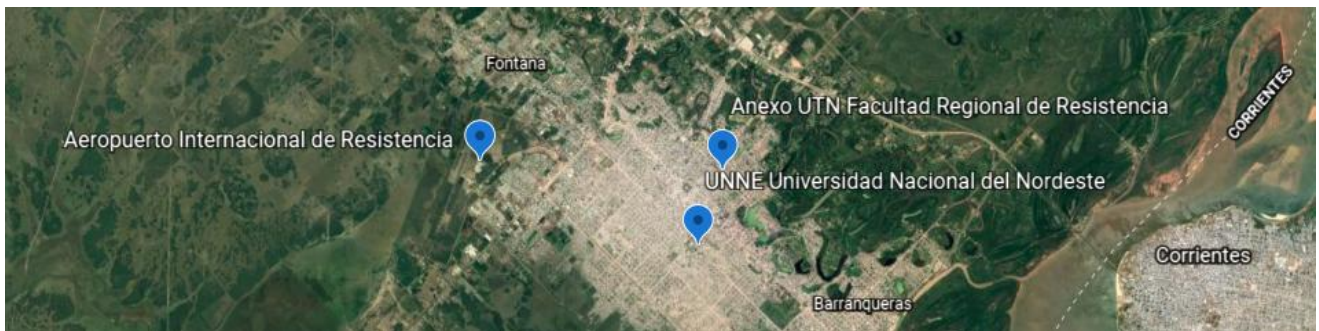 Fontana
Anexo UTN Facultad Regional de Resistencia
CORRIENTES
Aeropuerto Internacional de Resistencia
UNNE Universidad Nacional del Nordeste
Corrientes
Barranqueras